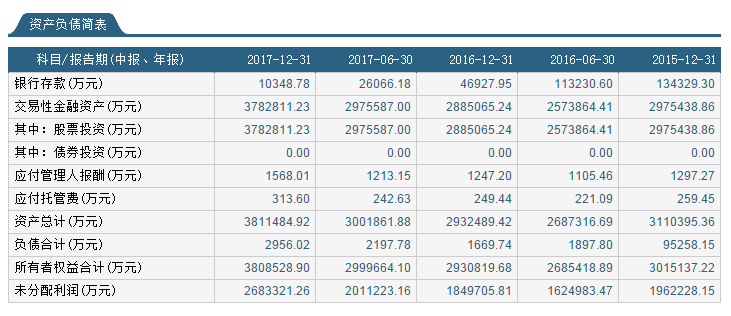 资产负债简表
科目/报告期(中报、年报) 2017-12-31 2017-06-30 2016-12-31 2016-06-30 2015-12-31
银行存款(万元) 10348.78 26066.18 46927.95 113230.60 134329.30
交易性金融资产(万元) 3782811.23 2975587.00 2885065.24 2573864.41 2975438.86
其中: 股票投资(万元) 3782811.23 2975587.00 2885065.24 2573864.41 2975438.86
其中: 债券投资(万元) 0.00 0.00 0.00 0.00 0.00
应付管理人报酬(万元) 1568.01 1213.15 1247.20 1105.46 1297.27
应付托管费(万元) 313.60 242.63 249.44 221.09 259.45
资产总计(万元) 3811484.92 3001861.88 2932489.42 2687316.69 3110395.36
负债合计(万元) 2956.02 2197.78 1669.74 1897.80 95258.15
所有者权益合计(万元) 3808528.90 2999664.10 2930819.68 2685418.89 3015137.22
未分配利润(万元) 2683321.26 2011223.16 1849705.81 1624983.47 1962228.15